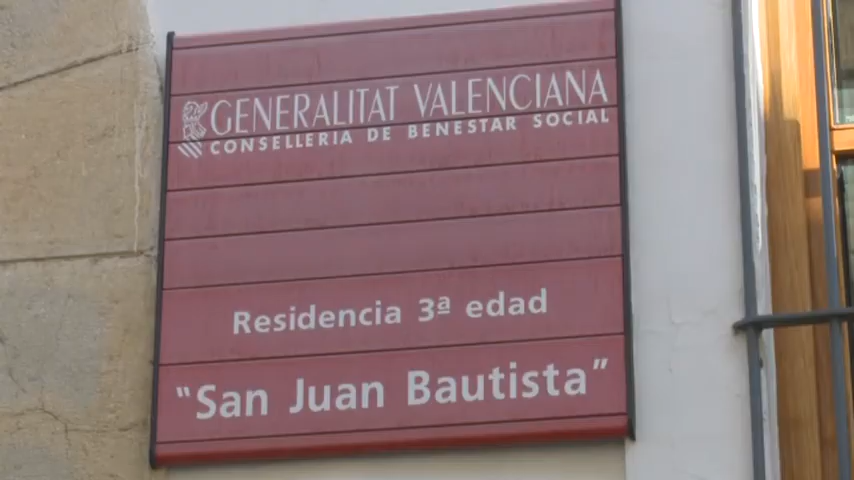 GENERALITAT VALENCIANA
CONSELLERIA DE BENESTAR SOCIAL
Residencia 3ª edad
“San Juan Bautista”